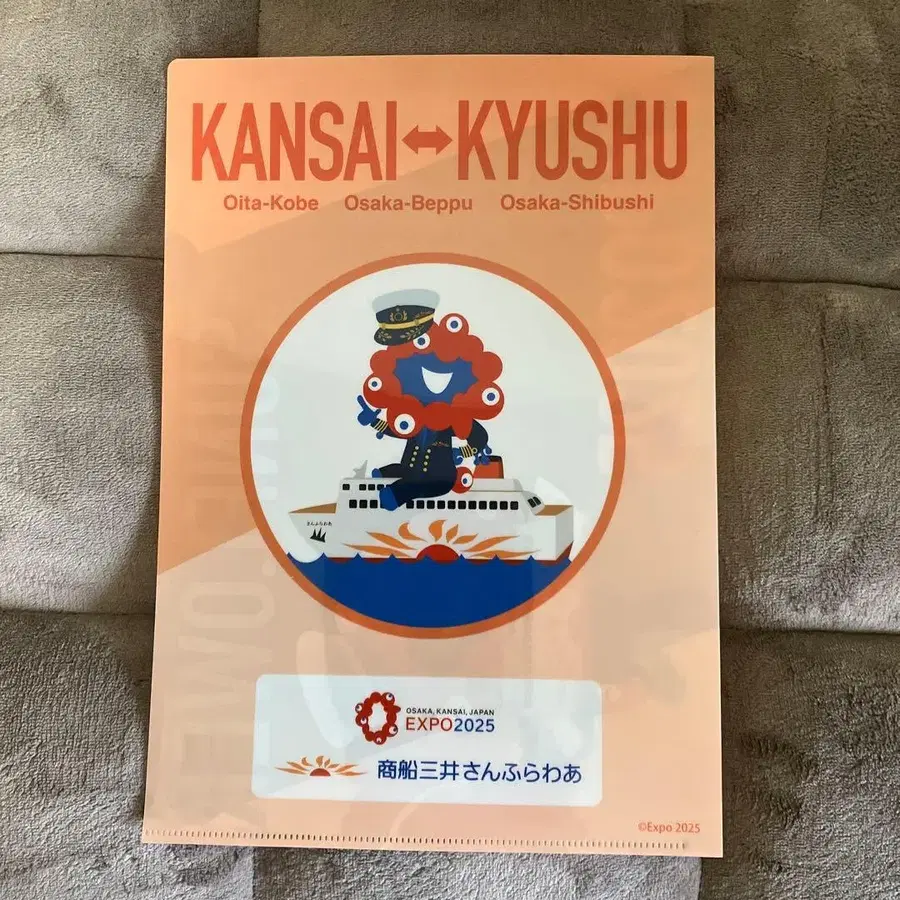 KANSAI↔KYUSHU
Oita-Kobe Osaka-Beppu Osaka-Shibushi
さんふらわあ
OSAKA, KANSAI, JAPAN
EXPO2025
商船三井さんふらわあ
©Expo 2025